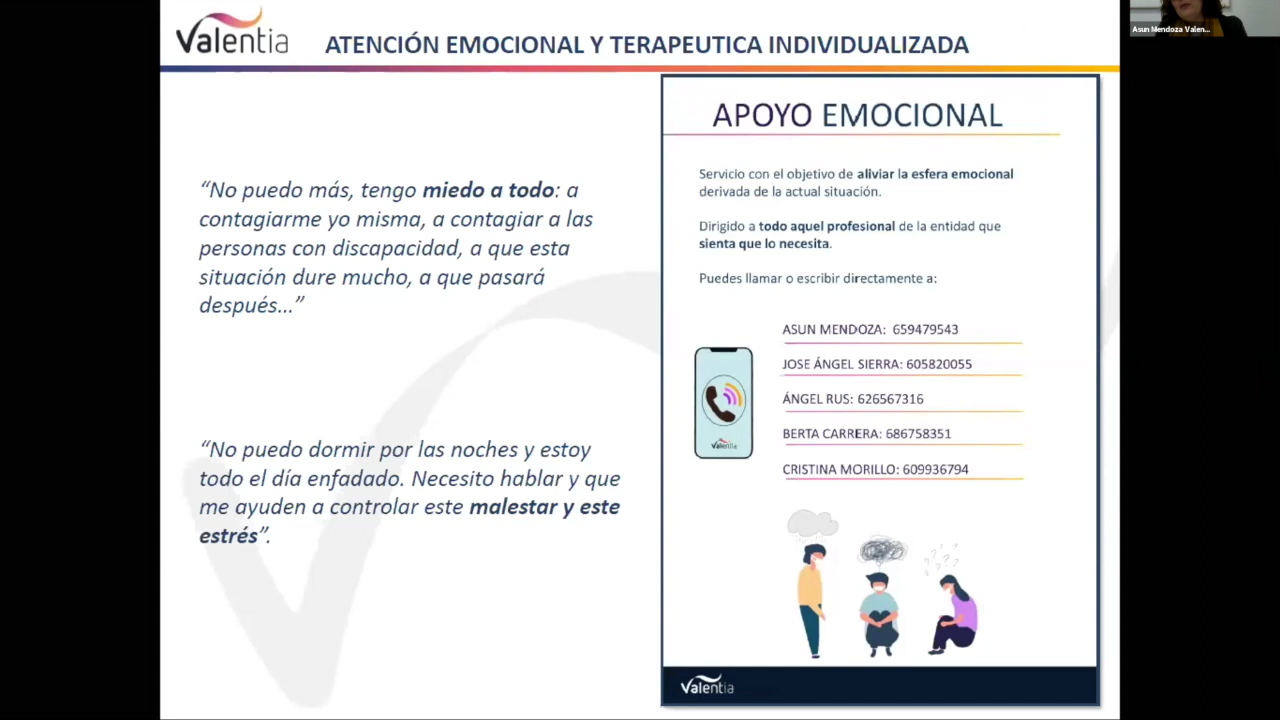 Valentia
ATENCIÓN EMOCIONAL Y TERAPEUTICA INDIVIDUALIZADA
Asun Mendoza Valen...
“No puedo más, tengo miedo a todo: a
contagiarme yo misma, a contagiar a las
personas con discapacidad, a que esta
situación dure mucho, a que pasará
después...”
“No puedo dormir por las noches y estoy
todo el día enfadado. Necesito hablar y que
me ayuden a controlar este malestar y este
estrés”.
APOYO EMOCIONAL
Servicio con el objetivo de aliviar la esfera emocional
derivada de la actual situación.
Dirigido a todo aquel profesional de la entidad que
sienta que lo necesita.
Puedes llamar o escribir directamente a:
ASUN MENDOZA: 659479543
JOSE ÁNGEL SIERRA: 605820055
ÁNGEL RUS: 626567316
BERTA CARRERA: 686758351
CRISTINA MORILLO: 609936794
Valentia
Valentia